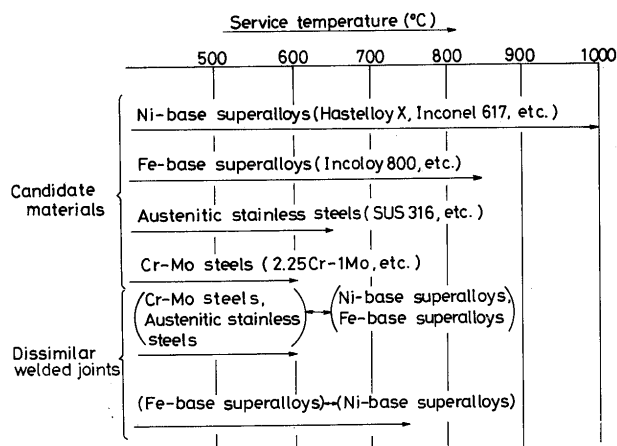 Service temperature (°C)
500 600 700 800 900 1000
Ni-base superalloys (Hastelloy X, Inconel 617, etc.)
Fe-base superalloys (Incoloy 800, etc.)
Candidate
materials
Austenitic stainless steels (SUS 316, etc.)
Cr-Mo steels (2.25Cr-1Mo, etc.)
(Cr-Mo steels,
Austenitic stainless
steels)
(Ni-base superalloys,
Fe-base superalloys)
Dissimilar
welded joints
(Fe-base superalloys) (Ni-base superalloys)